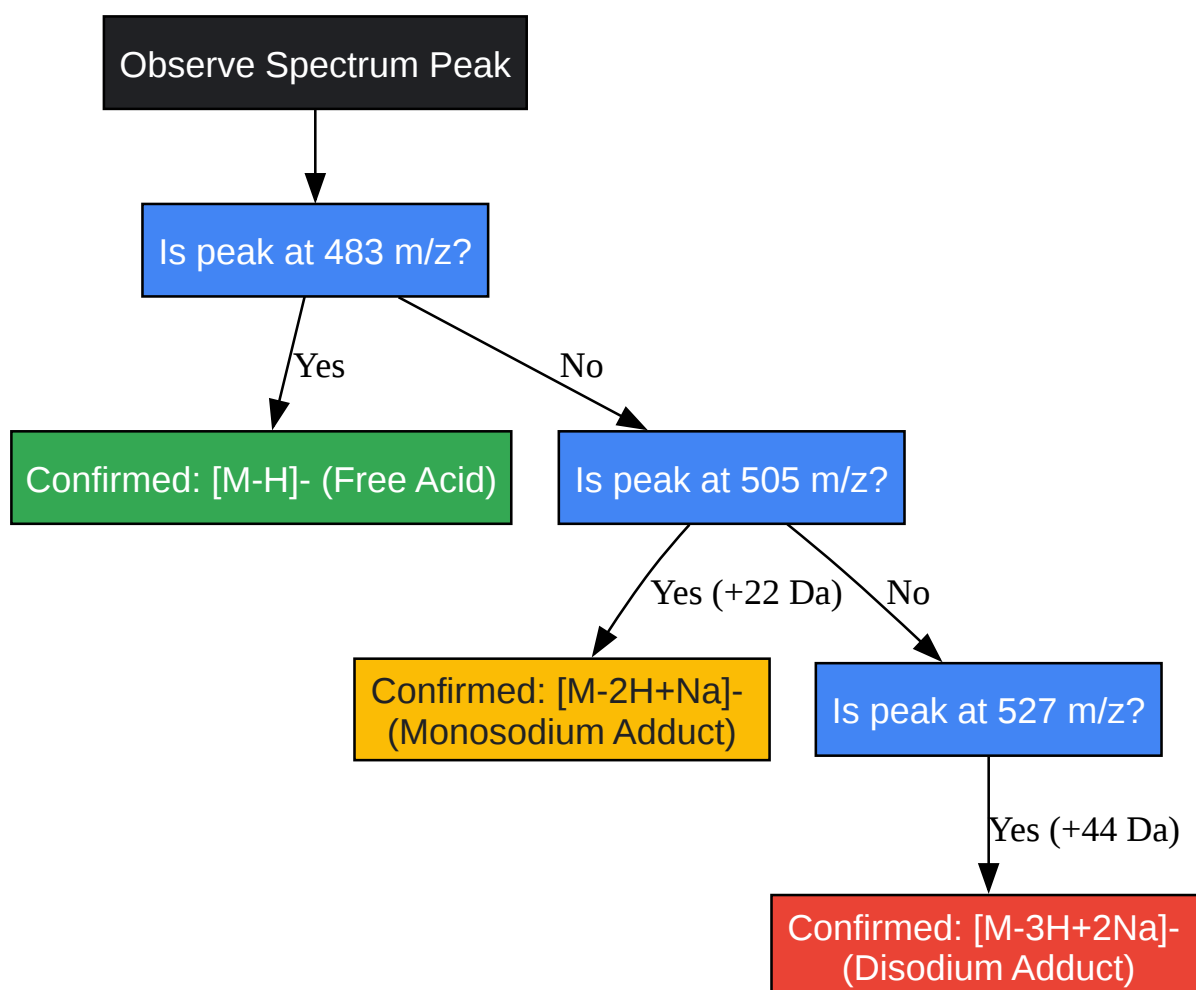 Observe Spectrum Peak
Is peak at 483 m/z?
Yes
No
Confirmed: [M-H]- (Free Acid)
Is peak at 505 m/z?
Yes (+22 Da)
No
Confirmed: [M-2H+Na]-
(Monosodium Adduct)
Is peak at 527 m/z?
Yes (+44 Da)
Confirmed: [M-3H+2Na]-
(Disodium Adduct)